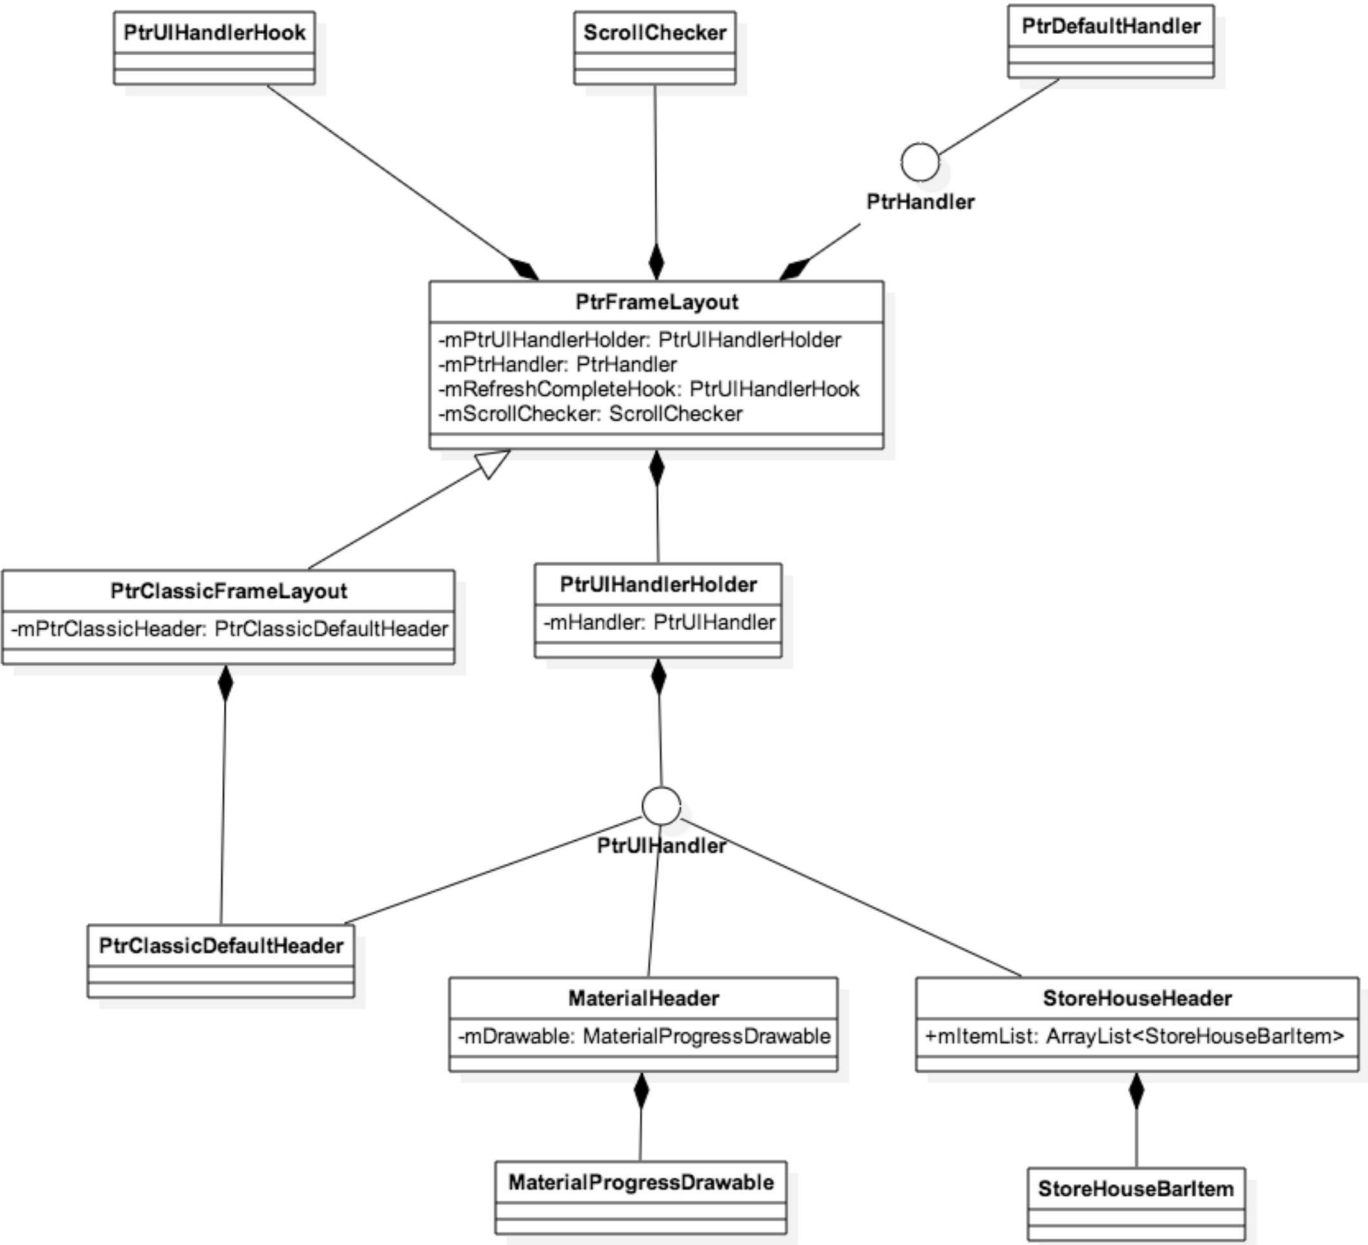 PtrUIHandlerHook
ScrollChecker
PtrDefaultHandler
PtrHandler
PtrFrameLayout
-mPtrUIHandlerHolder: PtrUIHandlerHolder
-mPtrHandler: PtrHandler
-mRefreshCompleteHook: PtrUIHandlerHook
-mScrollChecker: ScrollChecker
PtrClassicFrameLayout
-mPtrClassicHeader: PtrClassicDefaultHeader
PtrUIHandlerHolder
-mHandler: PtrUIHandler
PtrUIHandler
PtrClassicDefaultHeader
MaterialHeader
-mDrawable: MaterialProgressDrawable
StoreHouseHeader
+mItemList: ArrayList<StoreHouseBarItem>
MaterialProgressDrawable
StoreHouseBarItem